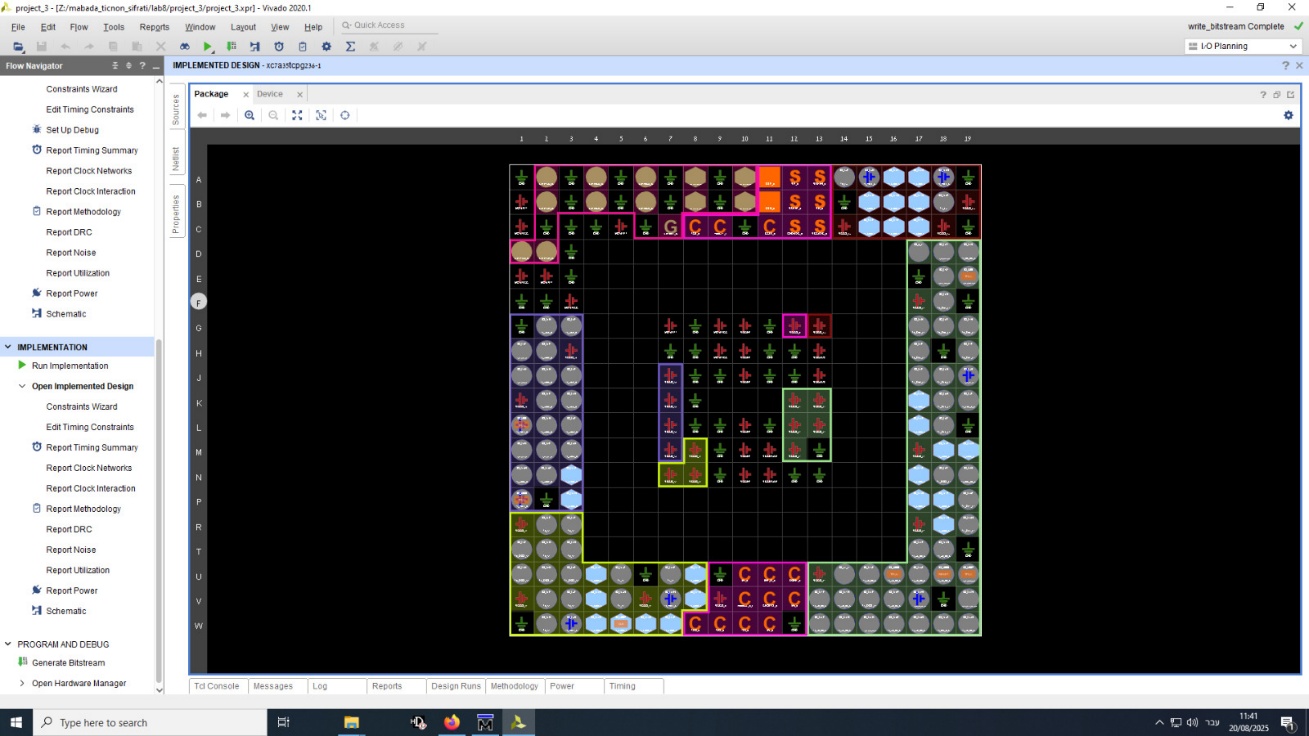 project_3 - [Z:/mabada_ticnon_sifrati/lab8/project_3/project_3.xpr] - Vivado 2020.1
File Edit Flow Tools Reports Window Layout View Help Quick Access
write_bitstream Complete
I/O Planning
Flow Navigator
IMPLEMENTED DESIGN - xc7a35tcpg236-1
Constraints Wizard
Edit Timing Constraints
Set Up Debug
Report Timing Summary
Report Clock Networks
Report Clock Interaction
Report Methodology
Report DRC
Report Noise
Report Utilization
Report Power
Schematic
IMPLEMENTATION
Run Implementation
Open Implemented Design
Constraints Wizard
Edit Timing Constraints
Report Timing Summary
Report Clock Networks
Report Clock Interaction
Report Methodology
Report DRC
Report Noise
Report Utilization
Report Power
Schematic
PROGRAM AND DEBUG
Generate Bitstream
Open Hardware Manager
Sources
Netlist
Properties
Package Device
1 2 3 4 5 6 7 8 9 10 11 12 13 14 15 16 17 18 19
A S S
B S S
C G C C C S S
D
E
F
G
H
J
K
L
M
N
P
R
T
U C C C
V C C C
W C C C C
Tcl Console Messages Log Reports Design Runs Methodology Power Timing
Type here to search
עבר
11:41
20/08/2025
1